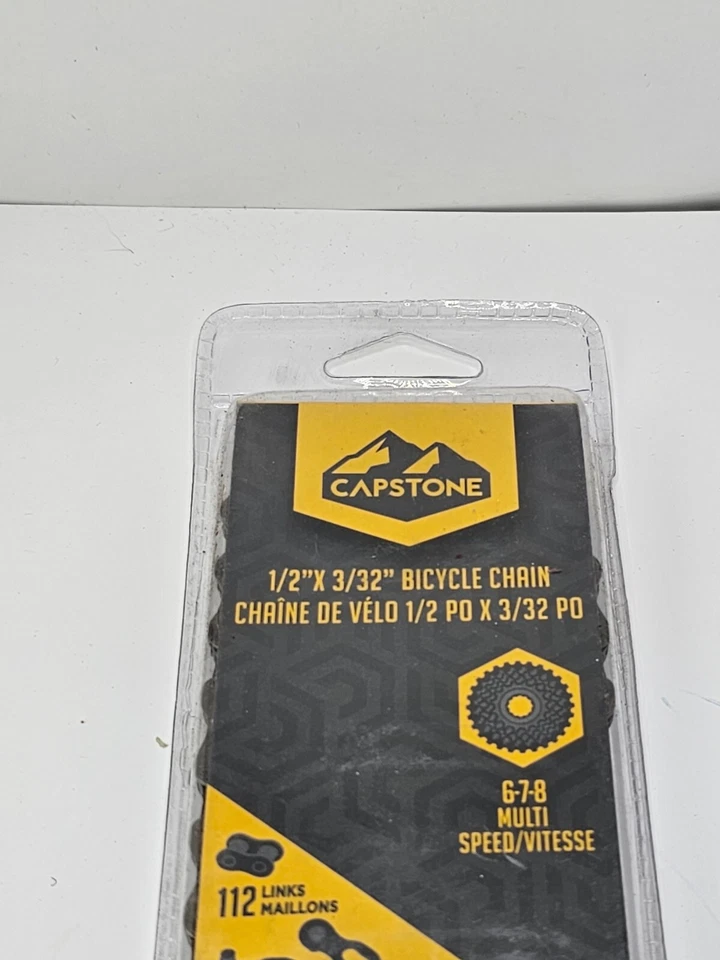 CAPSTONE
1/2”X 3/32” BICYCLE CHAIN
CHAÎNE DE VÉLO 1/2 PO X 3/32 PO
6-7-8
MULTI
SPEED/VITESSE
112 LINKS
MAILLONS